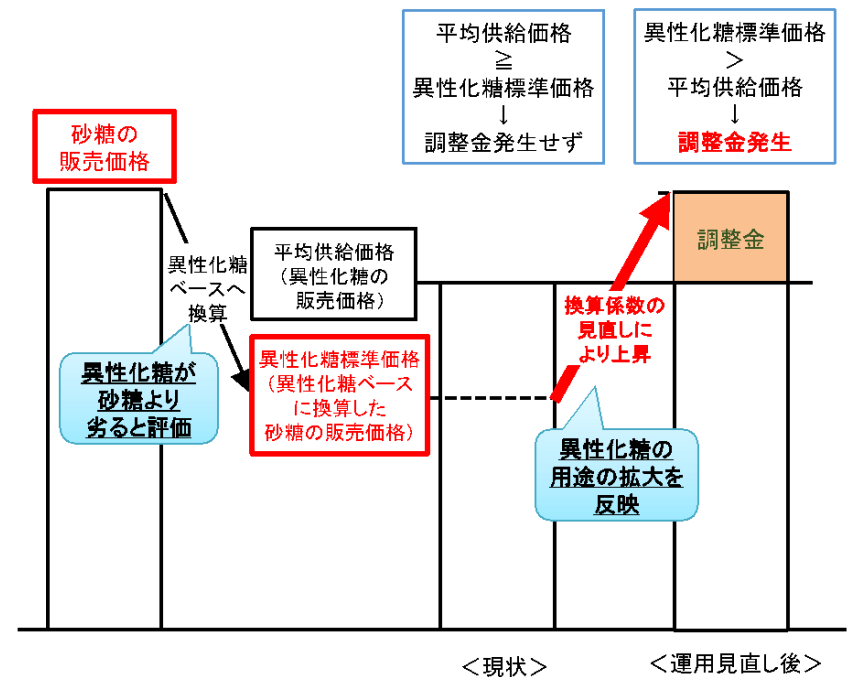 平均供給価格
≧
異性化糖標準価格
↓
調整金発生せず
異性化糖標準価格
＞
平均供給価格
↓
調整金発生
砂糖の
販売価格
異性化糖
ベースへ
換算
平均供給価格
（異性化糖の
販売価格）
調整金
換算係数の
見直しに
より上昇
異性化糖標準価格
（異性化糖ベース
に換算した
砂糖の販売価格）
異性化糖が
砂糖より
劣ると評価
異性化糖の
用途の拡大を
反映
＜現状＞
＜運用見直し後＞